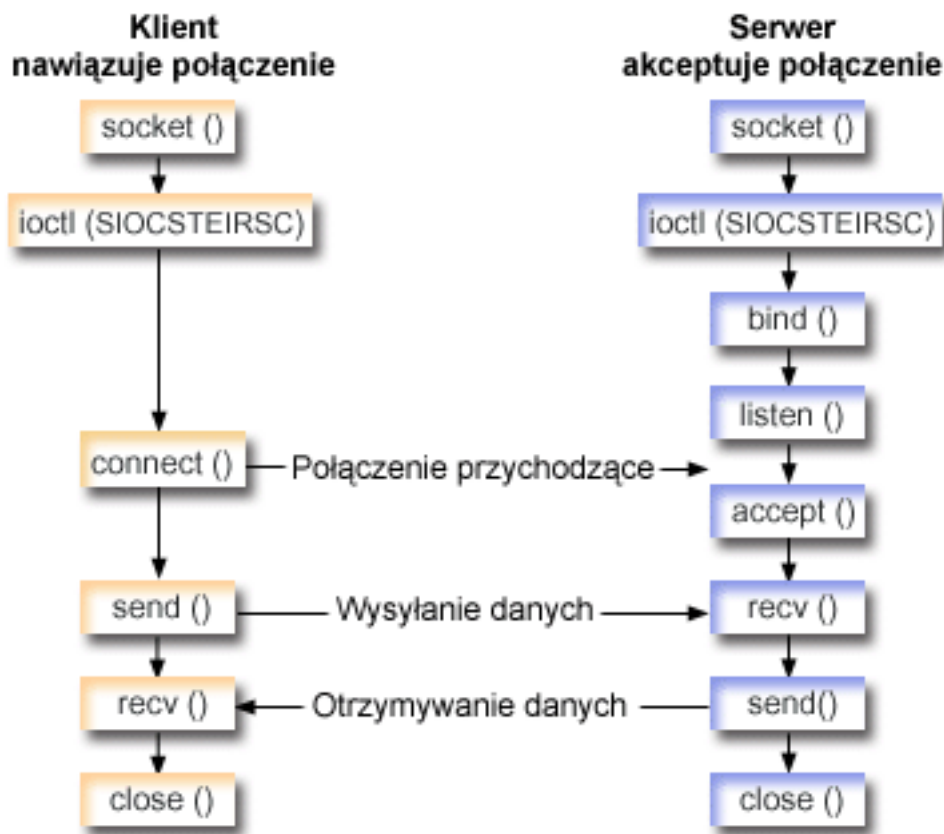 Klient
nawiązuje połączenie
Serwer
akceptuje połączenie
socket ()
socket ()
ioctl (SIOCSTEIRSC)
ioctl (SIOCSTEIRSC)
bind ()
listen ()
connect ()
Połączenie przychodzące
accept ()
send ()
Wysyłanie danych
recv ()
recv ()
Otrzymywanie danych
send()
close ()
close ()